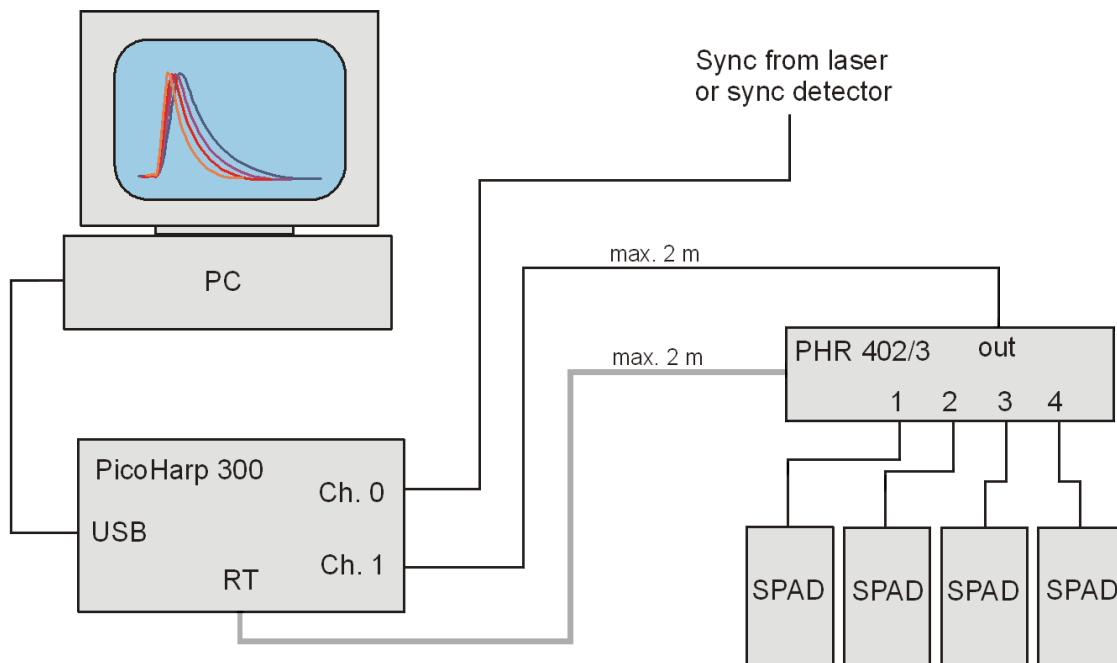 Sync from laser
or sync detector
max. 2 m
PC
PHR 402/3 out
max. 2 m
1 2 3 4
PicoHarp 300
Ch. 0
USB
Ch. 1
RT
SPAD SPAD SPAD SPAD